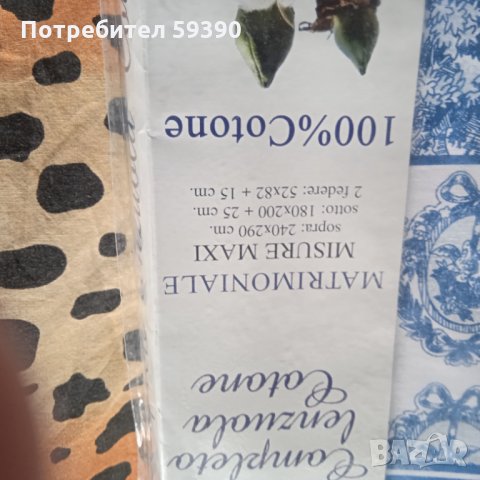 Потребител 59390
Completo
lenzuola
Cotone
MATRIMONIALE
MISURE MAXI
sopra: 240x290 cm.
sotto: 180x200 + 25 cm.
2 federe: 52x82 + 15 cm.
100%Cotone
BAZAR